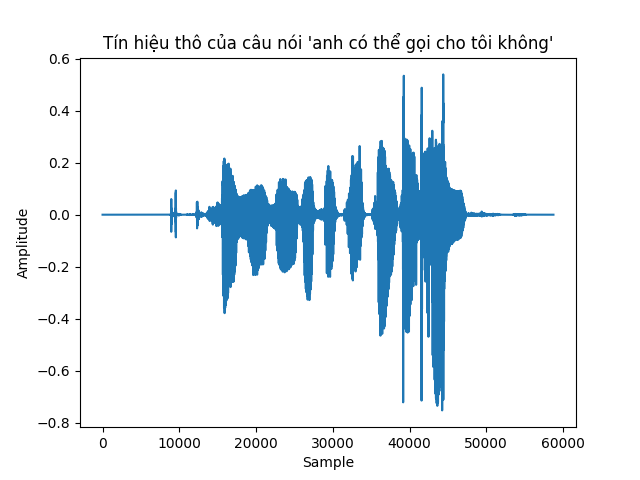 Tín hiệu thô của câu nói 'anh có thể gọi cho tôi không'
0.6
0.4
0.2
0.0
−0.2
−0.4
−0.6
−0.8
Amplitude
0 10000 20000 30000 40000 50000 60000
Sample